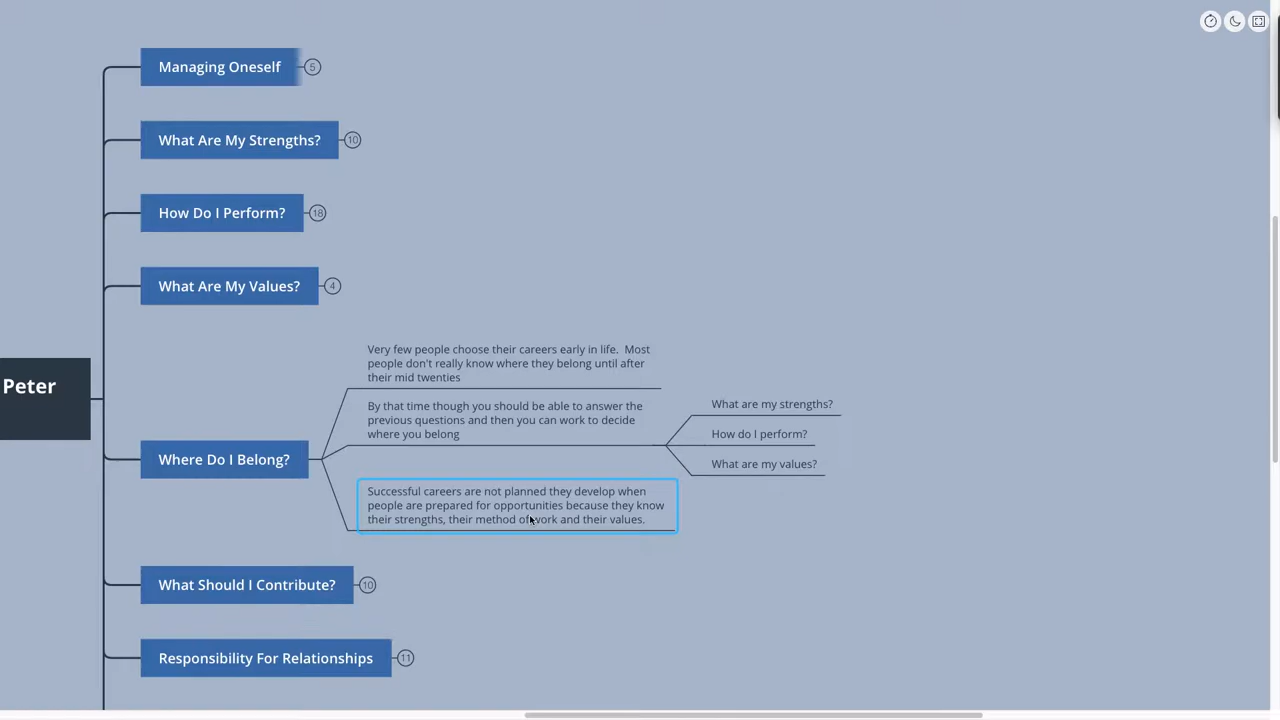 Managing Oneself
5
What Are My Strengths?
10
How Do I Perform?
18
What Are My Values?
4
Peter
Very few people choose their careers early in life.  Most
people don't really know where they belong until after
their mid twenties
By that time though you should be able to answer the
previous questions and then you can work to decide
where you belong
What are my strengths?
How do I perform?
What are my values?
Where Do I Belong?
Successful careers are not planned they develop when
people are prepared for opportunities because they know
their strengths, their method of work and their values.
What Should I Contribute?
10
Responsibility For Relationships
11